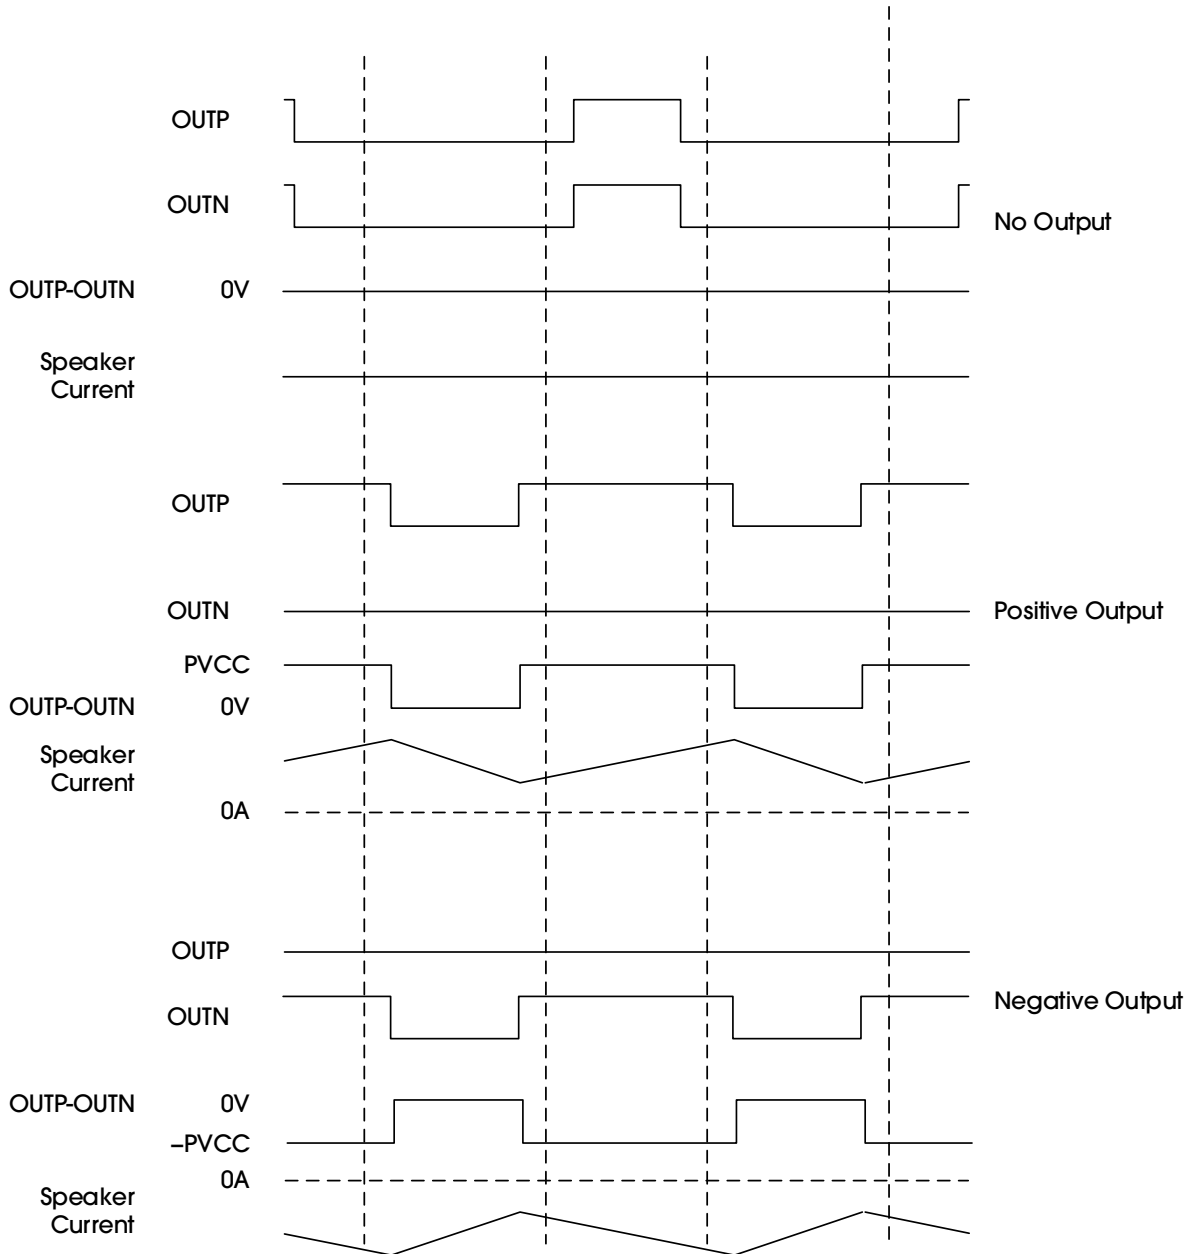 OUTP
OUTN
No Output
OUTP-OUTN 0V
Speaker
Current
OUTP
OUTN
Positive Output
PVCC
OUTP-OUTN 0V
Speaker
Current
0A
OUTP
OUTN
Negative Output
OUTP-OUTN 0V
–PVCC
0A
Speaker
Current